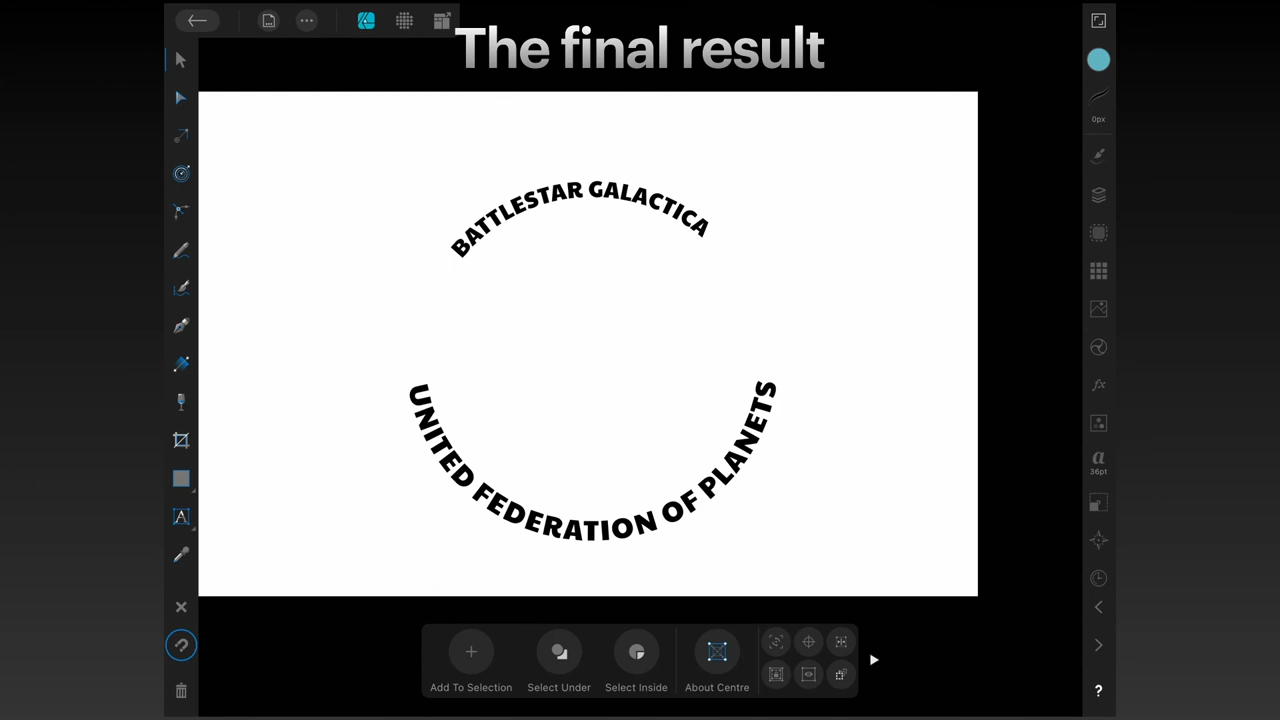 The final result
0px
BATTLESTAR GALACTICA
UNITED FEDERATION OF PLANETS
a
36pt
fx
A
Add To Selection
Select Under
Select Inside
About Centre
?